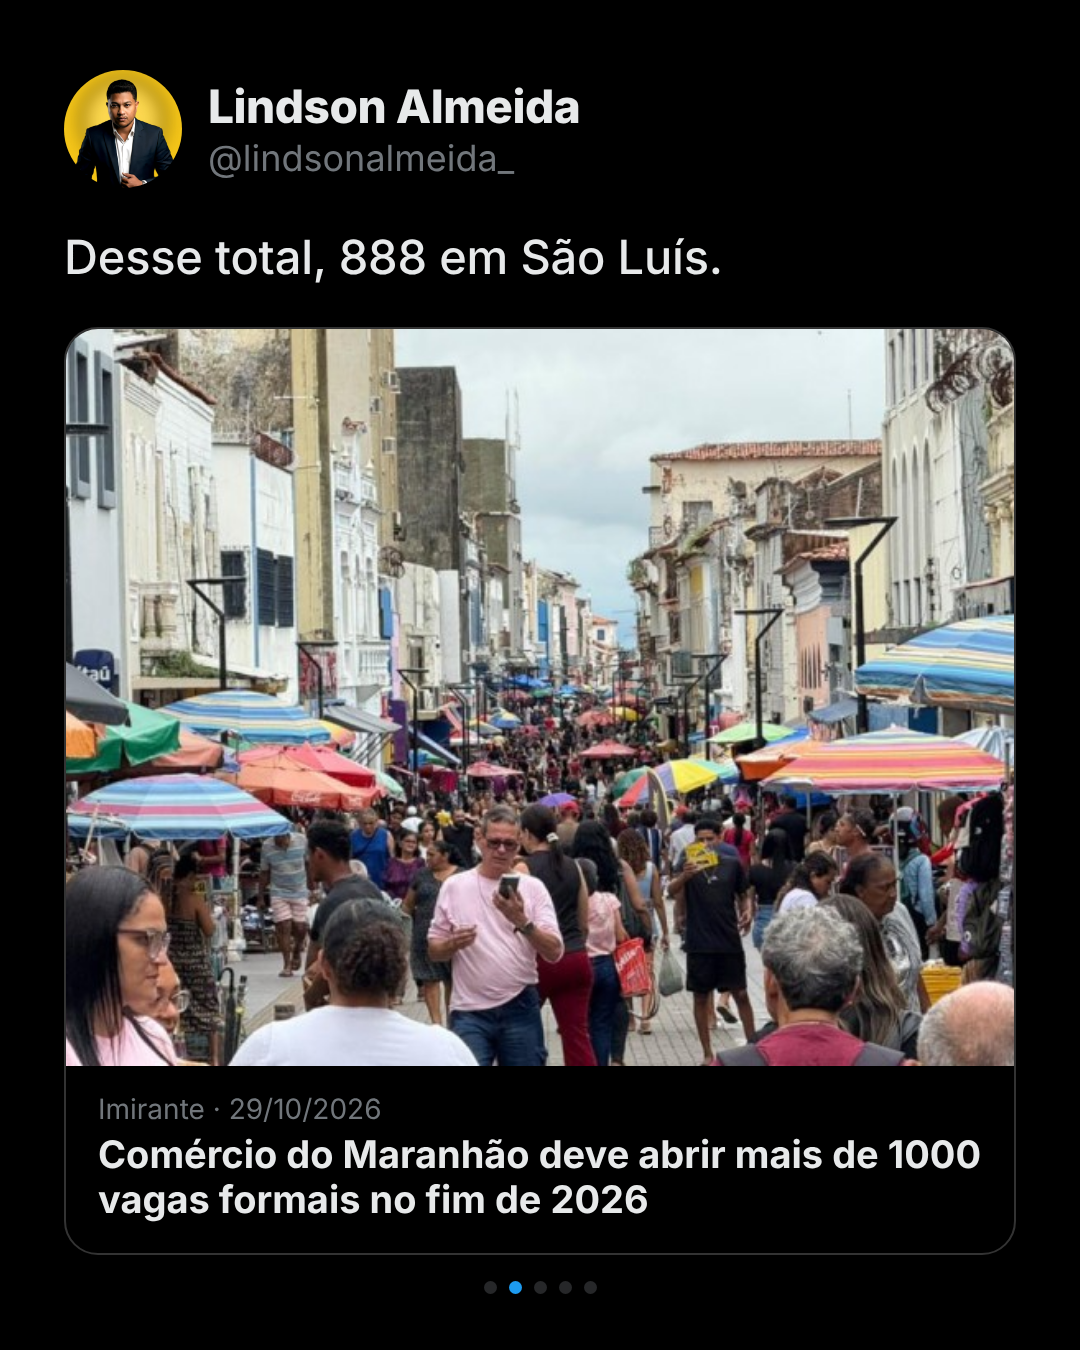 Lindson Almeida
@lindsonalmeida_
Desse total, 888 em São Luís.
Imirante · 29/10/2026
Comércio do Maranhão deve abrir mais de 1000
vagas formais no fim de 2026